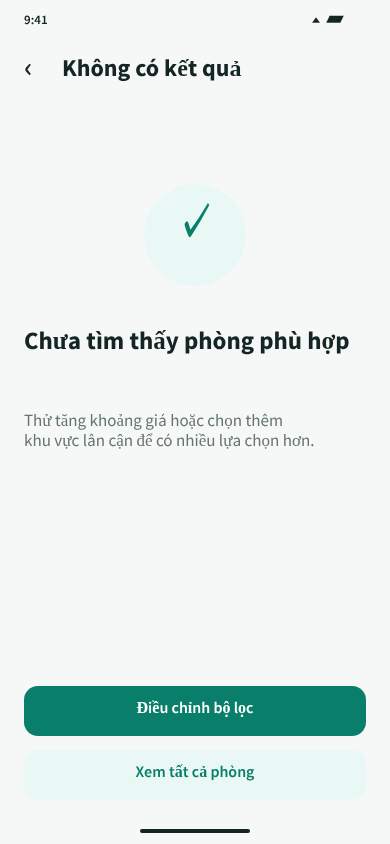 9:41
Không có kết quả
Chưa tìm thấy phòng phù hợp
Thử tăng khoảng giá hoặc chọn thêm
khu vực lân cận để có nhiều lựa chọn hơn.
Điều chỉnh bộ lọc
Xem tất cả phòng